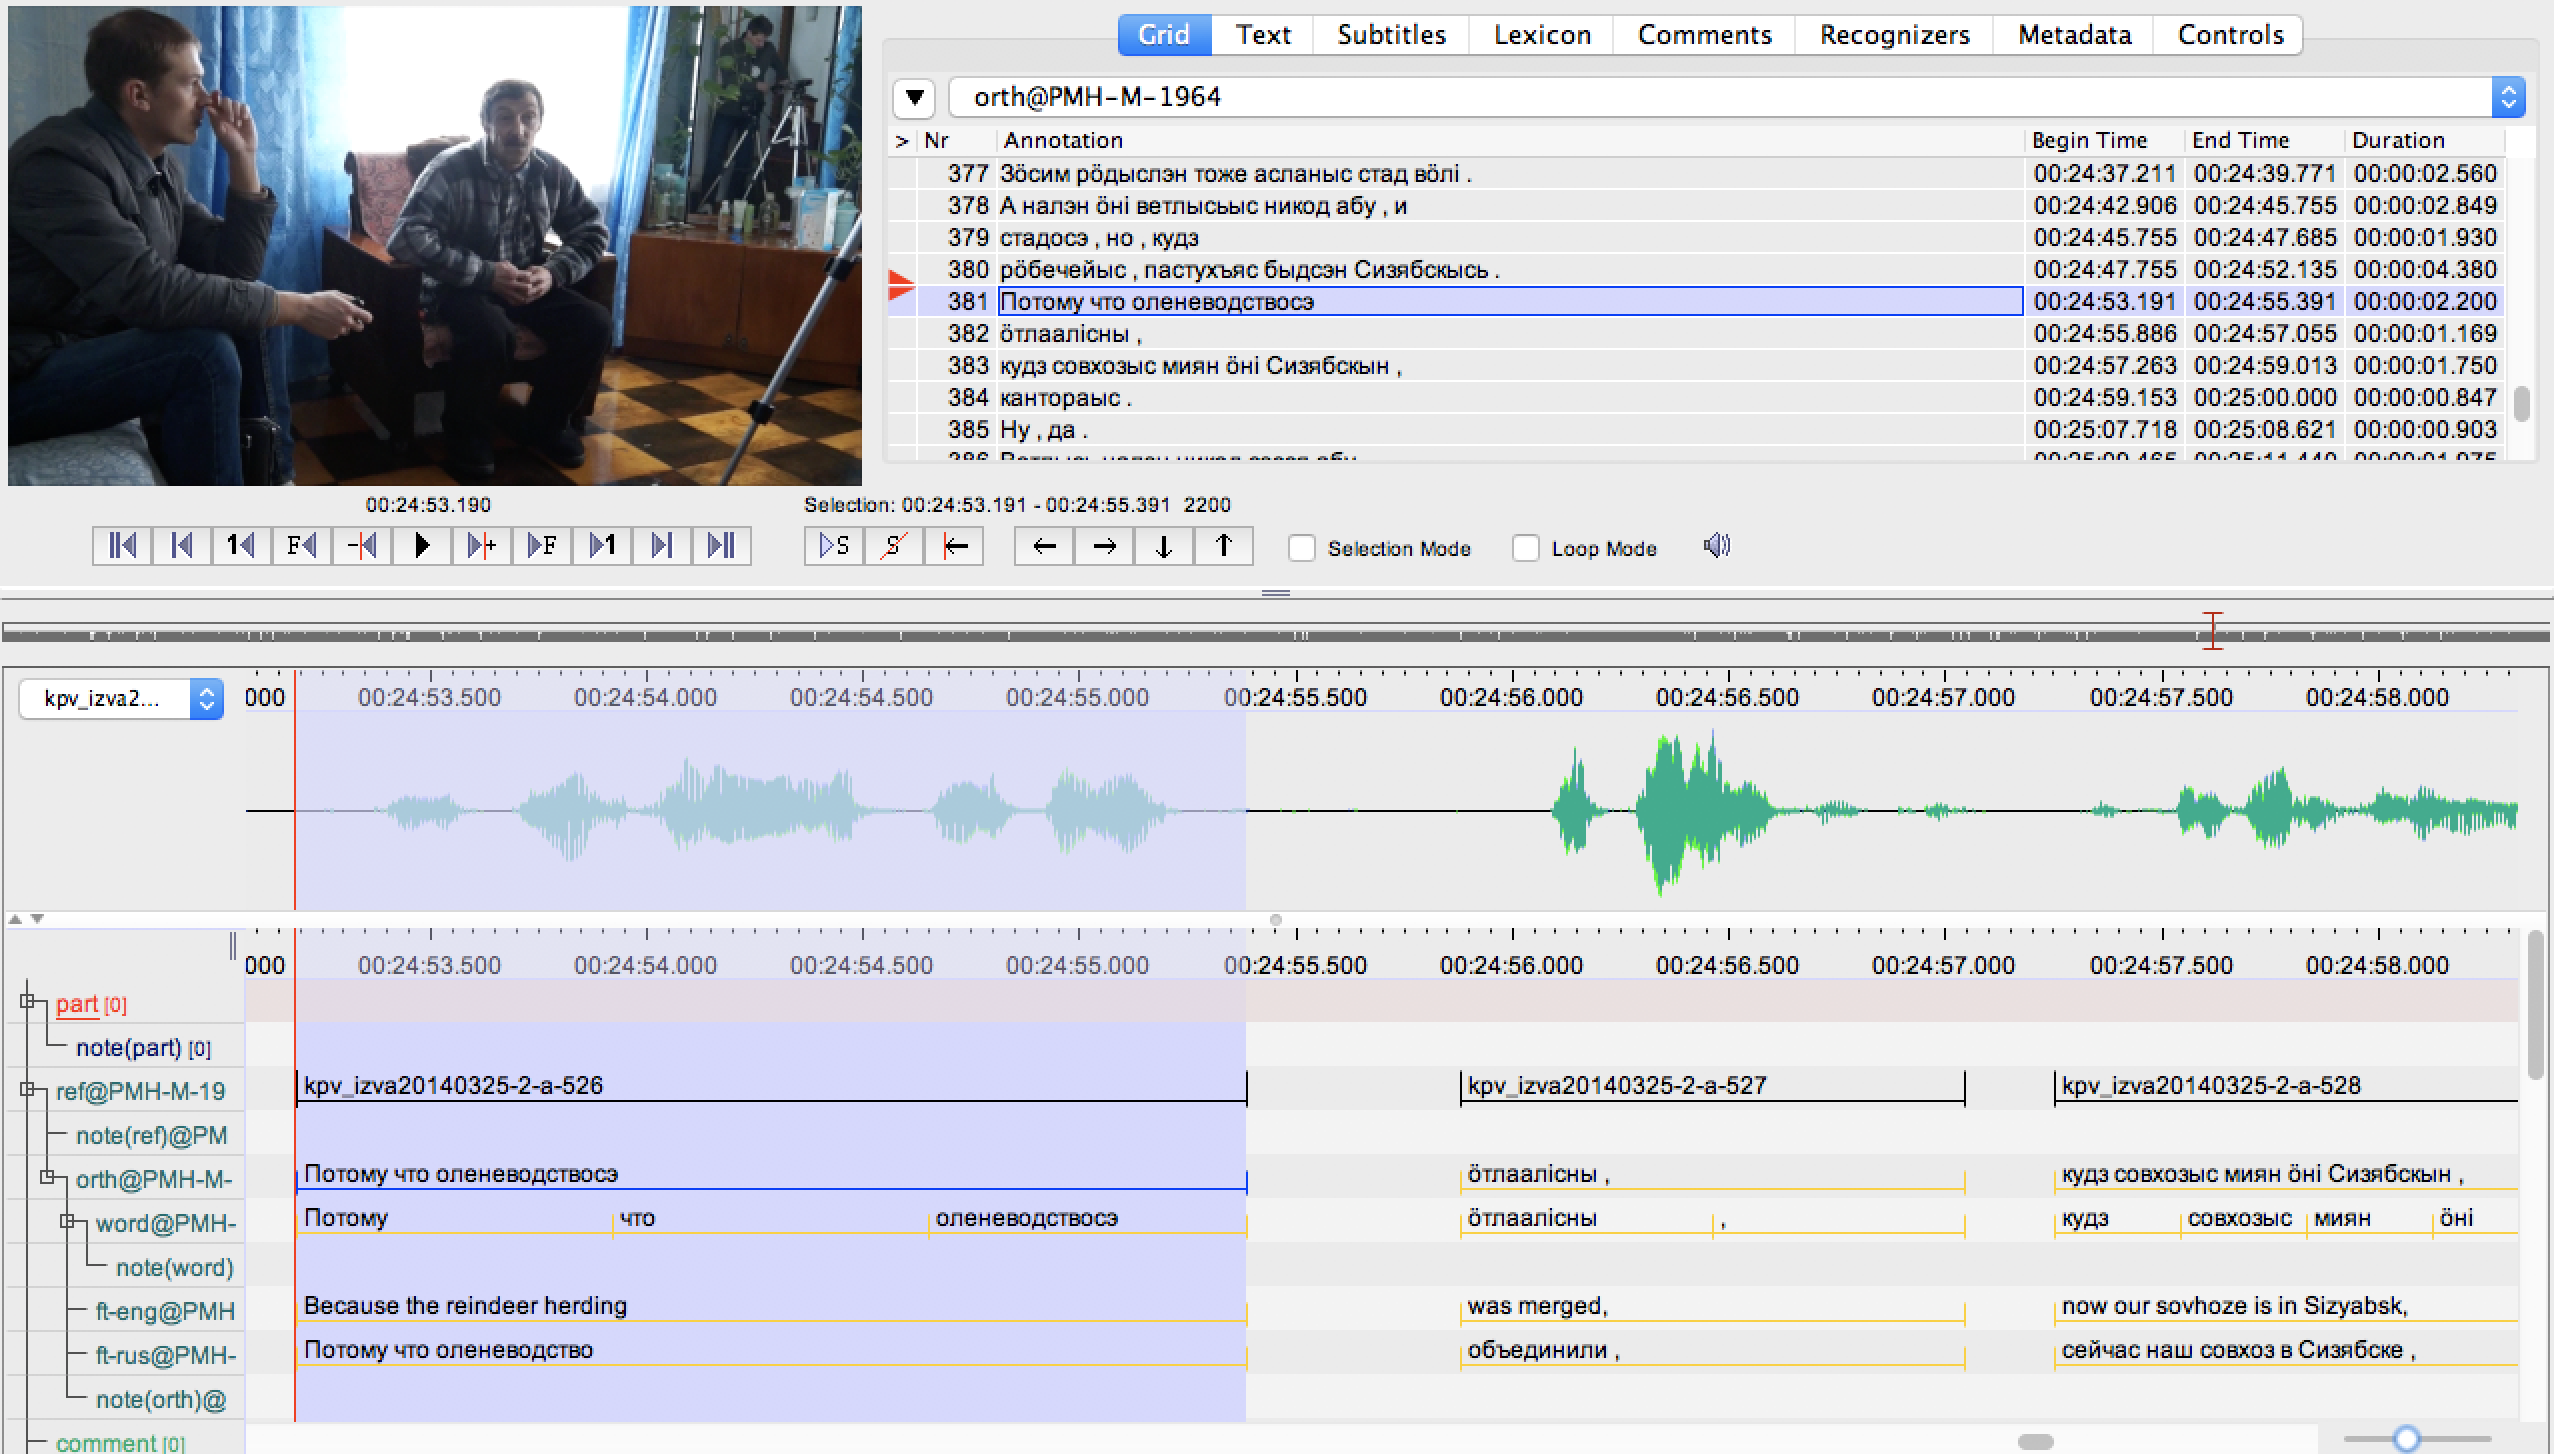 Grid Text Subtitles Lexicon Comments Recognizers Metadata Controls
orth@PMH-M-1964
> Nr Annotation Begin Time End Time Duration
377 Зӧсим рӧдыслэн тоже асланыс стад вӧлі . 00:24:37.211 00:24:39.771 00:00:02.560
378 А налэн ӧні ветлысьыс никод абу , и 00:24:42.906 00:24:45.755 00:00:02.849
379 стадосэ , но , кудз 00:24:45.755 00:24:47.685 00:00:01.930
380 рӧбечейыс , пастухъяс быдсэн Сизябскысь . 00:24:47.755 00:24:52.135 00:00:04.380
381 Потому что оленеводствосэ 00:24:53.191 00:24:55.391 00:00:02.200
382 ӧтлаалісны , 00:24:55.886 00:24:57.055 00:00:01.169
383 кудз совхозыс миян ӧні Сизябскын , 00:24:57.263 00:24:59.013 00:00:01.750
384 кантораыс . 00:24:59.153 00:25:00.000 00:00:00.847
385 Ну , да . 00:25:07.718 00:25:08.621 00:00:00.903
00:24:53.190
Selection: 00:24:53.191 - 00:24:55.391 2200
1 F - + F 1 S S Selection Mode Loop Mode
kpv_izva2...
000 00:24:53.500 00:24:54.000 00:24:54.500 00:24:55.000 00:24:55.500 00:24:56.000 00:24:56.500 00:24:57.000 00:24:57.500 00:24:58.000
000 00:24:53.500 00:24:54.000 00:24:54.500 00:24:55.000 00:24:55.500 00:24:56.000 00:24:56.500 00:24:57.000 00:24:57.500 00:24:58.000
part [0]
note(part) [0]
ref@PMH-M-19 kpv_izva20140325-2-a-526 kpv_izva20140325-2-a-527 kpv_izva20140325-2-a-528
note(ref)@PM
orth@PMH-M- Потому что оленеводствосэ ӧтлаалісны , кудз совхозыс миян ӧні Сизябскын ,
word@PMH- Потому что оленеводствосэ ӧтлаалісны , кудз совхозыс миян ӧні
note(word)
ft-eng@PMH Because the reindeer herding was merged, now our sovhoze is in Sizyabsk,
ft-rus@PMH- Потому что оленеводство объединили , сейчас наш совхоз в Сизябске ,
note(orth)@
comment [0]